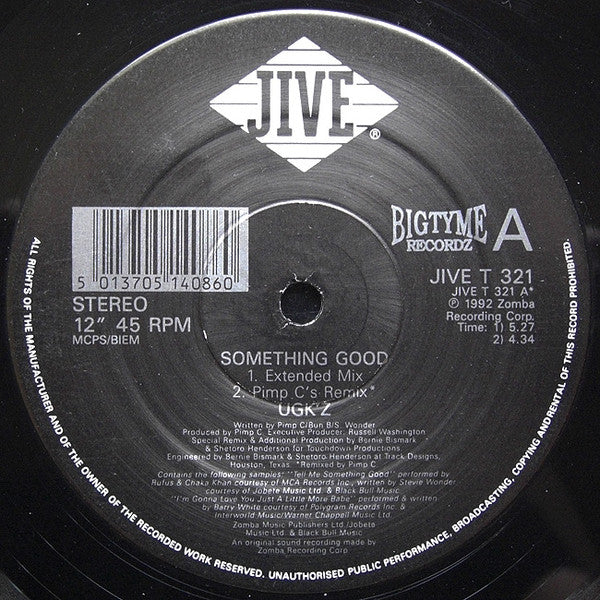 JIVE
®
BIGTYME
RECORDZ
A
5 013705 140860
STEREO
12" 45 RPM
MCPS/BIEM
JIVE T 321
JIVE T 321 A*
℗ 1992 Zomba
Recording Corp.
Time: 1) 5.27
2) 4.34
SOMETHING GOOD
1. Extended Mix
2. Pimp C's Remix*
UGK'Z
Written by Pimp C/Bun B/S. Wonder
Produced by Pimp C. Executive Producer: Russell Washington
Special Remix & Additional Production by Bernie Bismark
& Shetoro Henderson for Touchdown Productions.
Engineered by Bernie Bismark & Shetoro Henderson at Track Designs,
Houston, Texas. *Remixed by Pimp C.
Contains the following samples: "Tell Me Something Good" performed by
Rufus & Chaka Khan courtesy of MCA Records Inc., written by Stevie Wonder
courtesy of Jobete Music Ltd. & Black Bull Music.
"I'm Gonna Love You Just A Little More Babe" performed & written
by Barry White courtesy of Polygram Records Inc. &
Interworld Music/Warner Chappell Music Ltd.
Zomba Music Publishers Ltd./Jobete
Music Ltd. & Black Bull Music
An original sound recording made by
Zomba Recording Corp
ALL RIGHTS OF THE MANUFACTURER AND OF THE OWNER OF THE RECORDED WORK RESERVED. UNAUTHORISED PUBLIC PERFORMANCE, BROADCASTING, COPYING AND RENTAL OF THIS RECORD PROHIBITED.